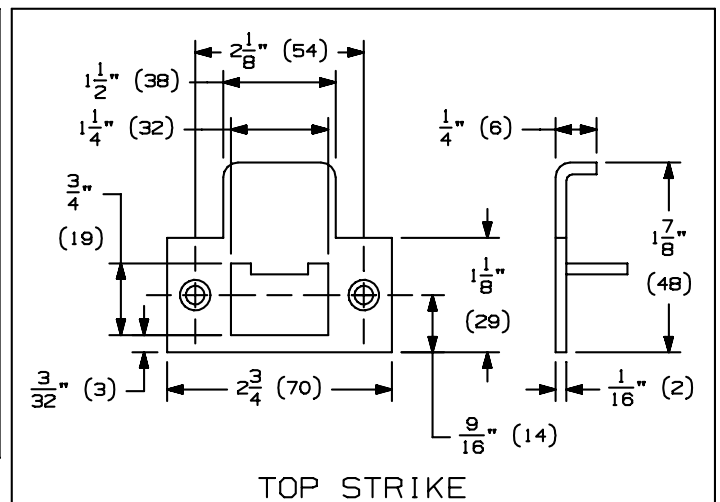 2 1/8" (54)
1 1/2" (38)
1 1/4" (32)
1/4" (6)
3/4"
(19)
1 7/8"
(48)
1 1/8"
(29)
3/32" (3)
2 3/4 (70)
1/16" (2)
9/16" (14)
TOP STRIKE